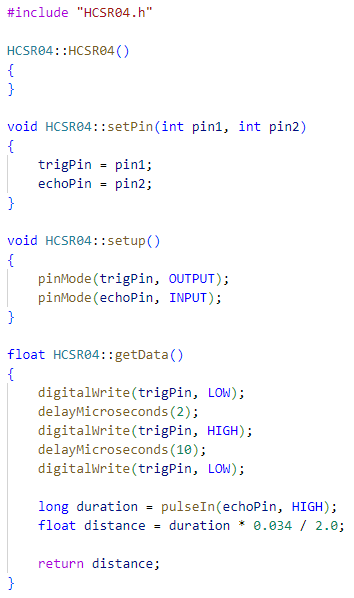 #include "HCSR04.h"
HCSR04::HCSR04()
{
}
void HCSR04::setPin(int pin1, int pin2)
{
    trigPin = pin1;
    echoPin = pin2;
}
void HCSR04::setup()
{
    pinMode(trigPin, OUTPUT);
    pinMode(echoPin, INPUT);
}
float HCSR04::getData()
{
    digitalWrite(trigPin, LOW);
    delayMicroseconds(2);
    digitalWrite(trigPin, HIGH);
    delayMicroseconds(10);
    digitalWrite(trigPin, LOW);
    long duration = pulseIn(echoPin, HIGH);
    float distance = duration * 0.034 / 2.0;
    return distance;
}